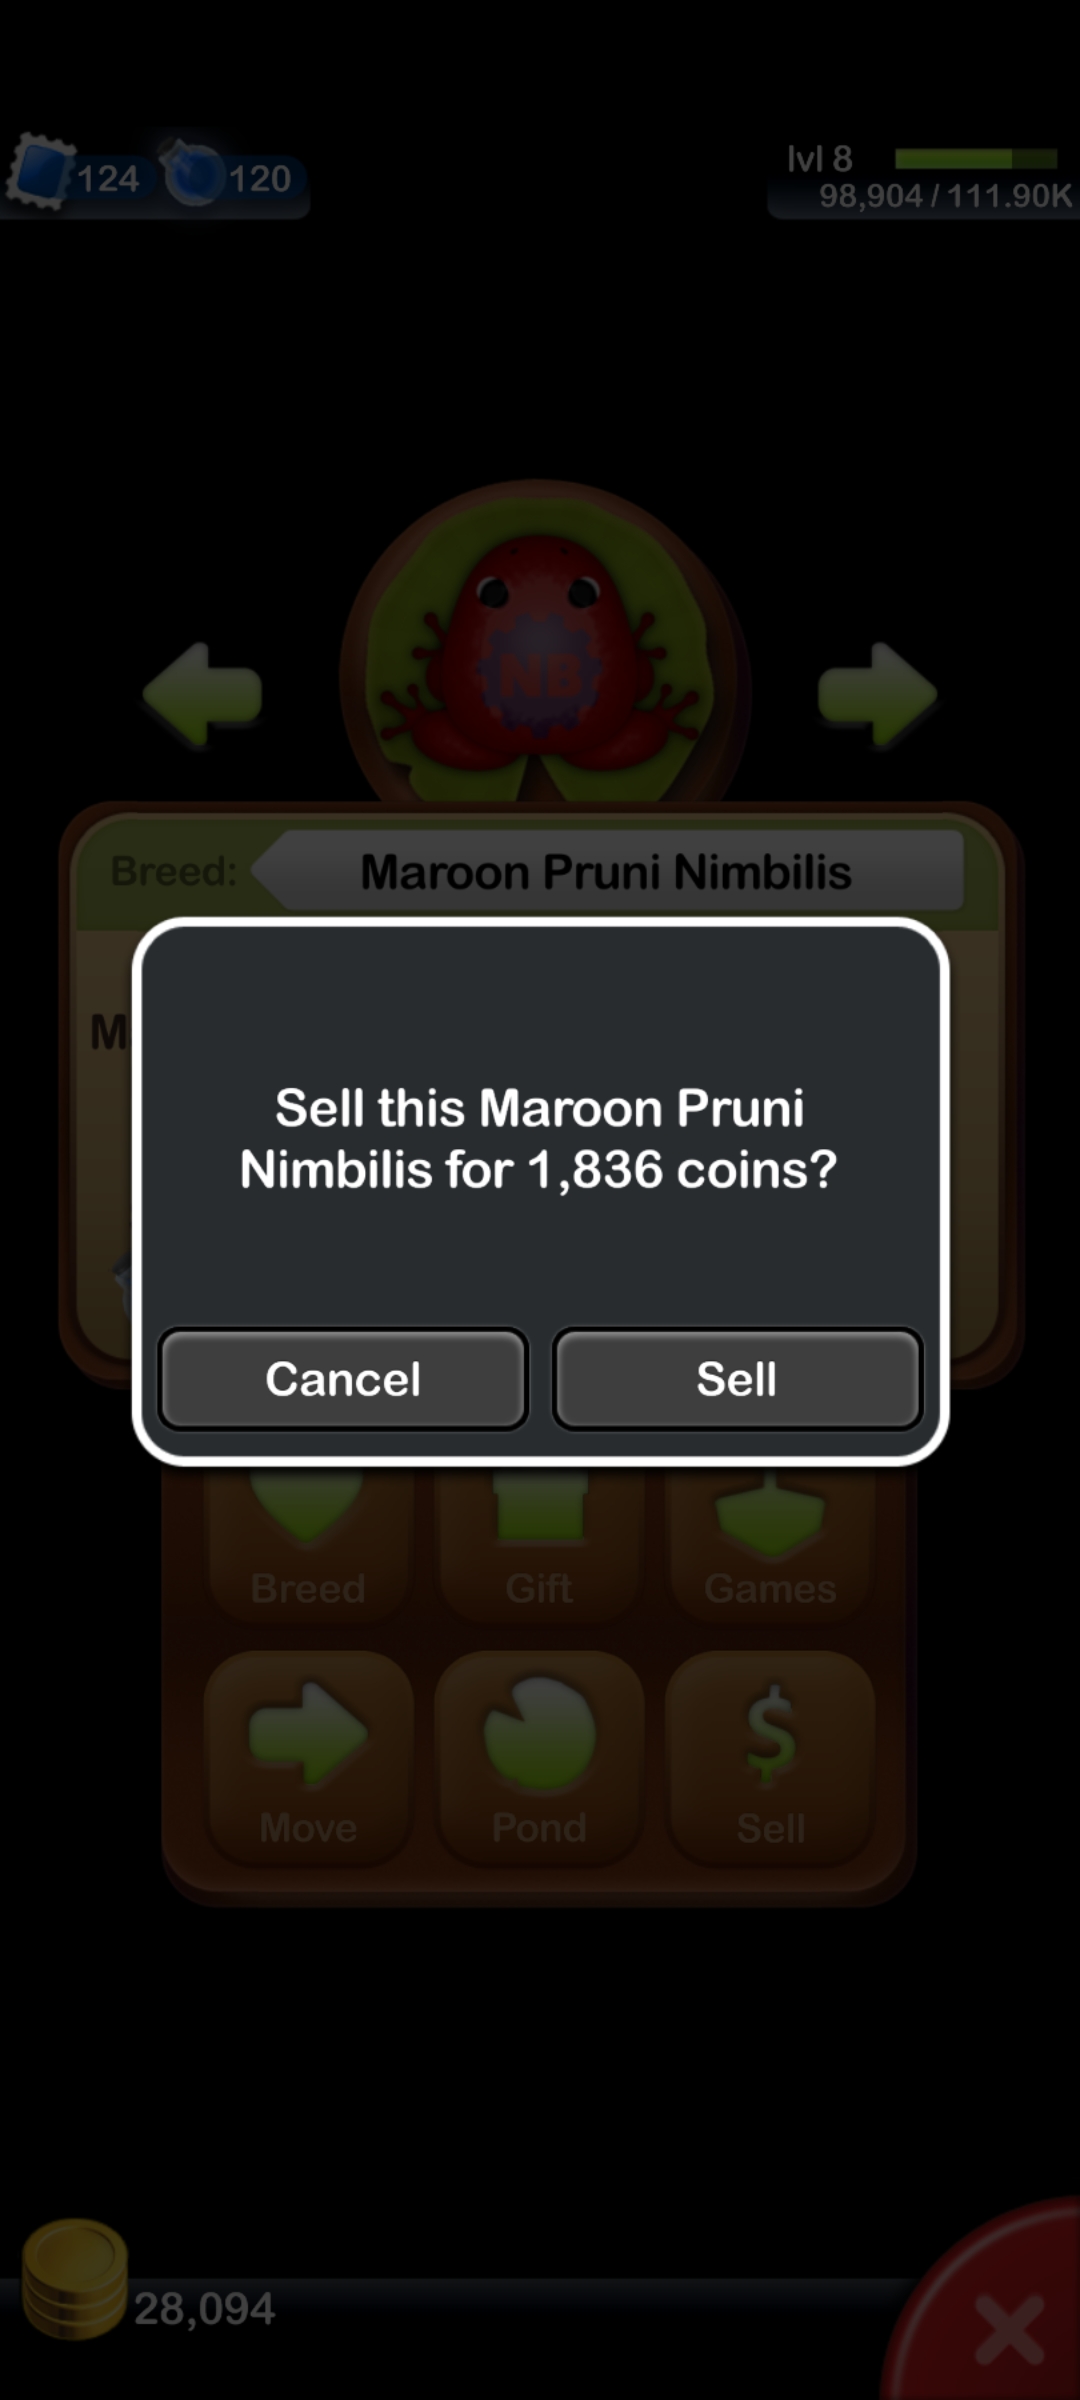 124
120
lvl 8
98,904 / 111.90K
NB
Breed:
Maroon Pruni Nimbilis
M
Sell this Maroon Pruni
Nimbilis for 1,836 coins?
Cancel
Sell
Breed
Gift
Games
Move
Pond
$
Sell
28,094